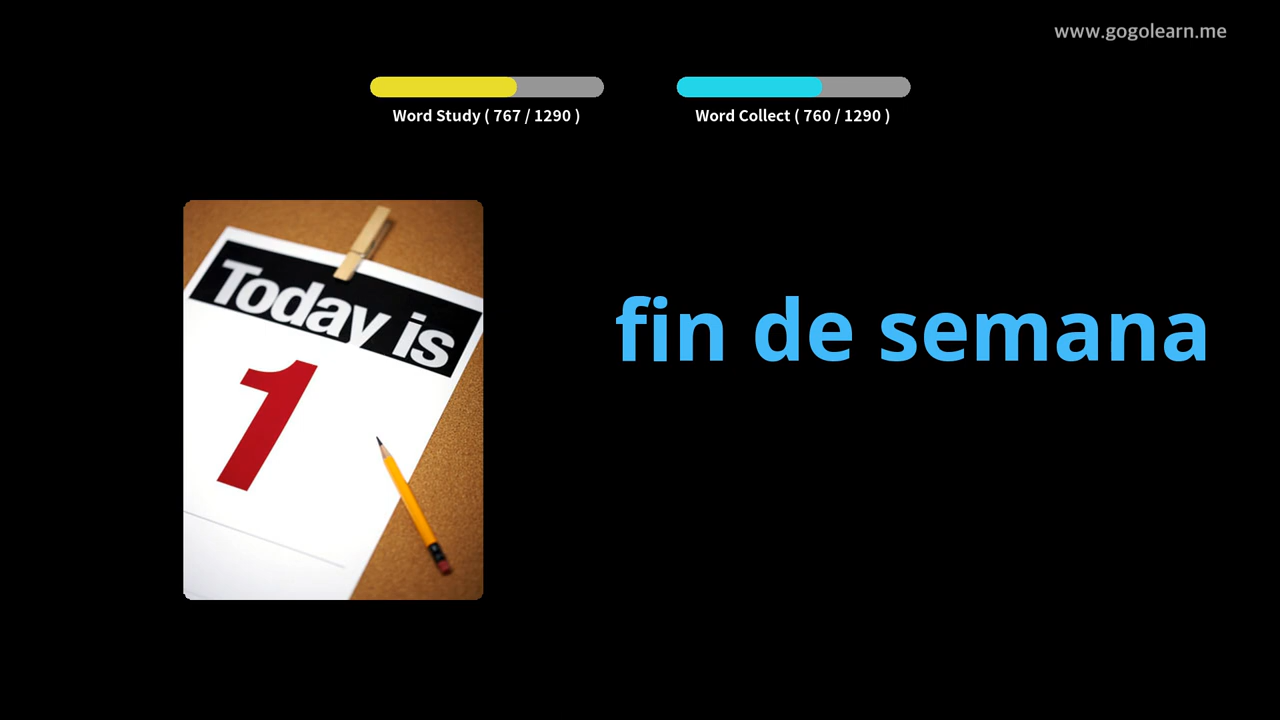 www.gogolearn.me
Word Study ( 767 / 1290 )
Word Collect ( 760 / 1290 )
Today is
1
fin de semana